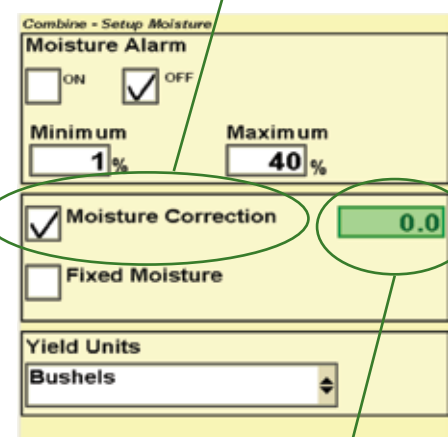 Combine - Setup Moisture
Moisture Alarm
ON OFF
Minimum Maximum
1 % 40 %
Moisture Correction 0.0
Fixed Moisture
Yield Units
Bushels